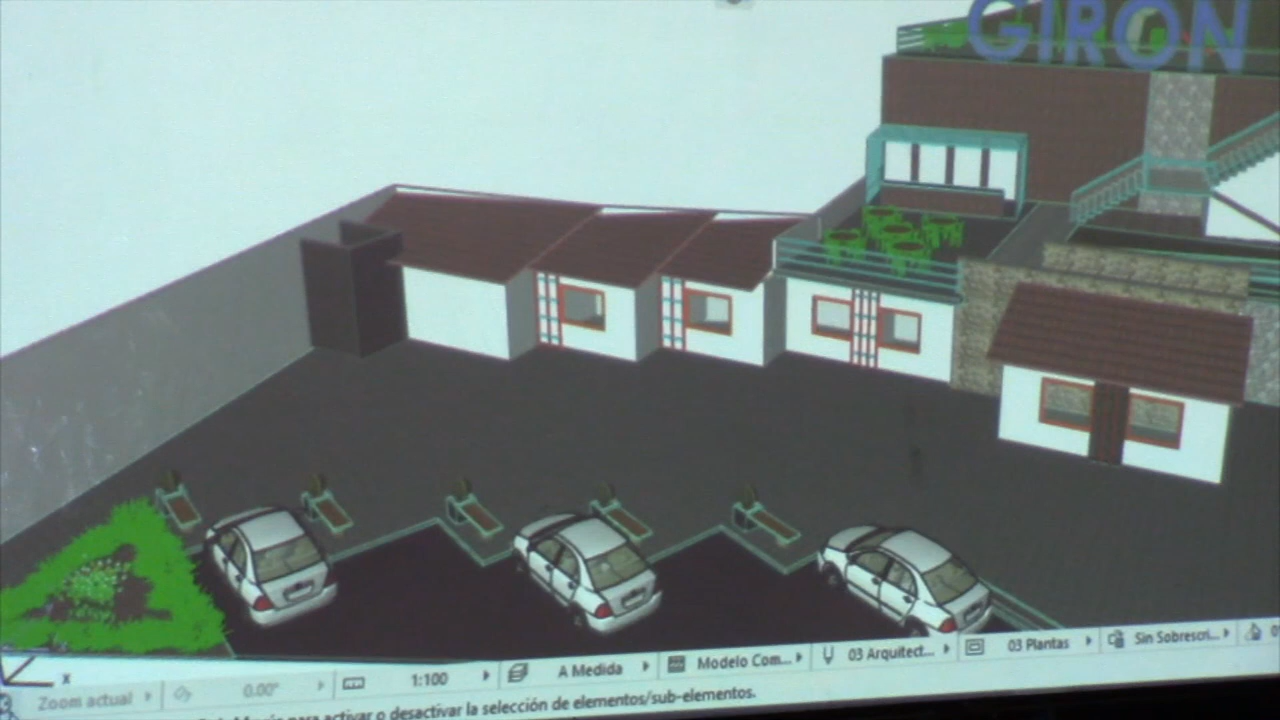 GIRON
x
Zoom actual
0.00°
1:100
A Medida
Modelo Com...
03 Arquitect...
03 Plantas
Sin Sobrescri...
para activar o desactivar la selección de elementos/sub-elementos.